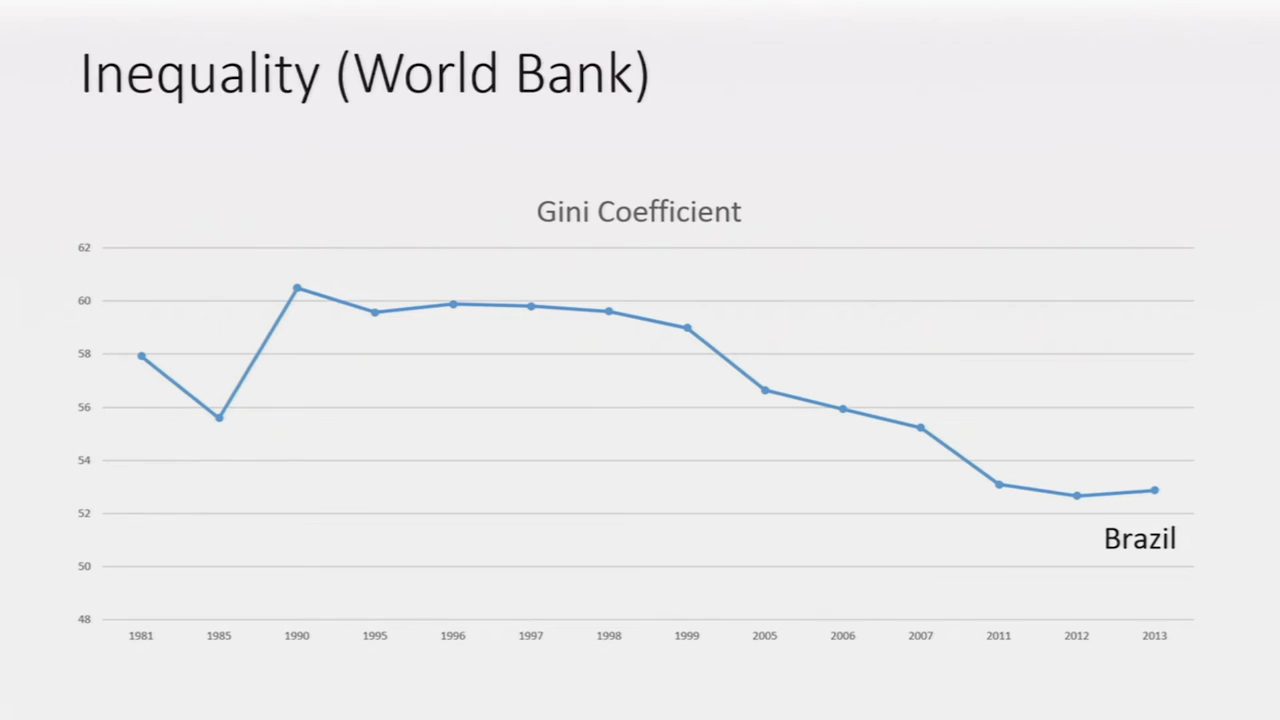 Inequality (World Bank)
Gini Coefficient
62
60
58
56
54
52
Brazil
50
48
1981 1985 1990 1995 1996 1997 1998 1999 2005 2006 2007 2011 2012 2013